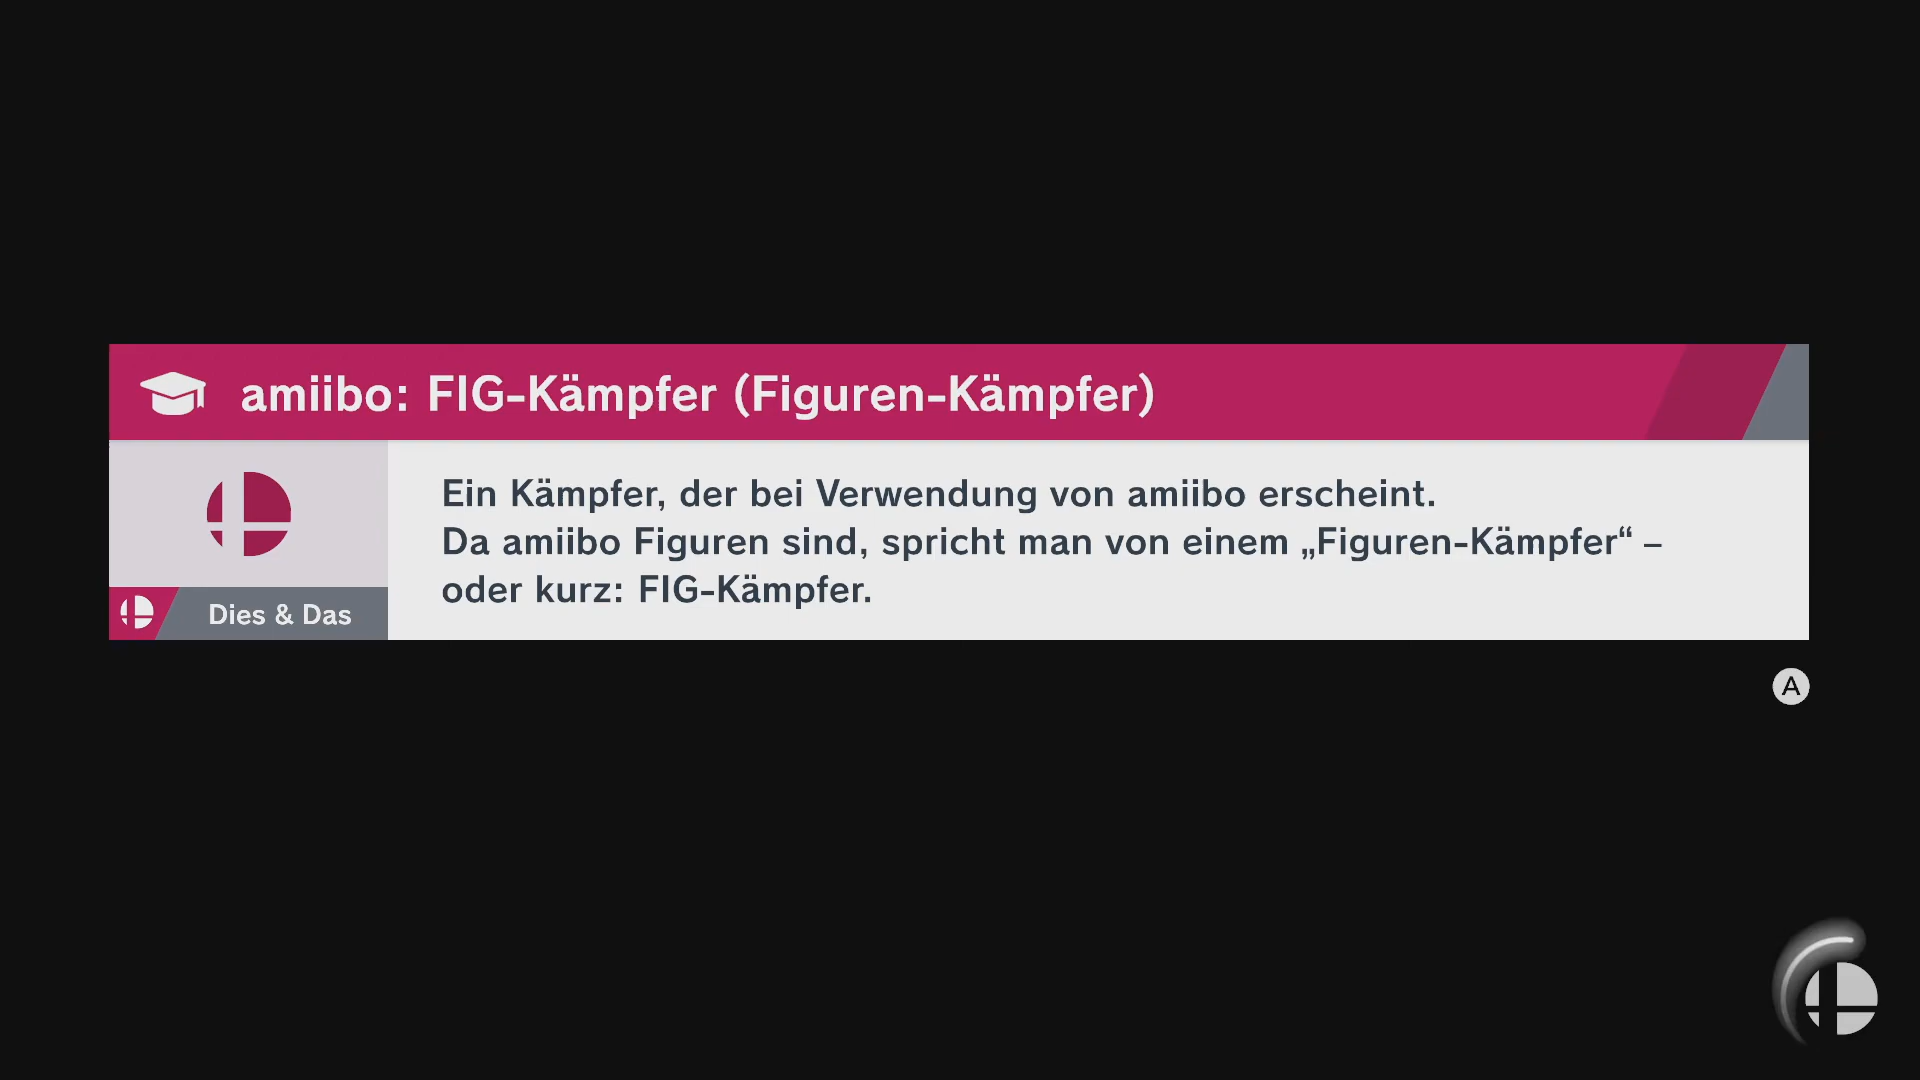 amiibo: FIG-Kämpfer (Figuren-Kämpfer)
Ein Kämpfer, der bei Verwendung von amiibo erscheint.
Da amiibo Figuren sind, spricht man von einem „Figuren-Kämpfer“ –
oder kurz: FIG-Kämpfer.
Dies & Das
A